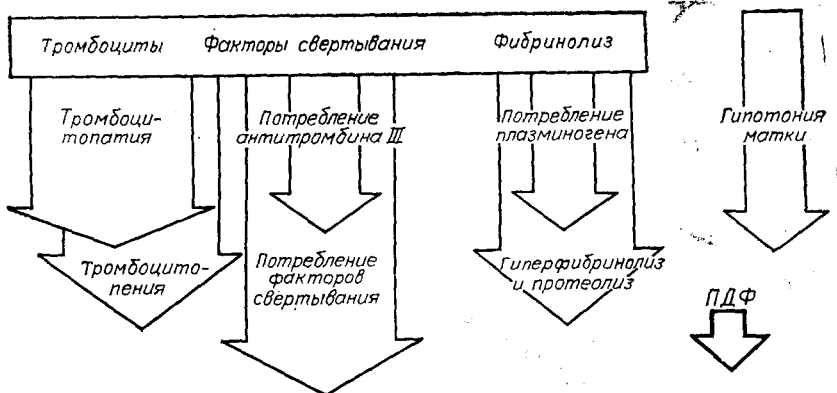 Тромбоциты Факторы свертывания Фибринолиз
Тромбоци-
топатия
Потребление
антитромбина III
Потребление
плазминогена
Гипотония
матки
Тромбоцито-
пения
Потребление
факторов
свертывания
Гиперфибринолиз
и протеолиз
ПДФ